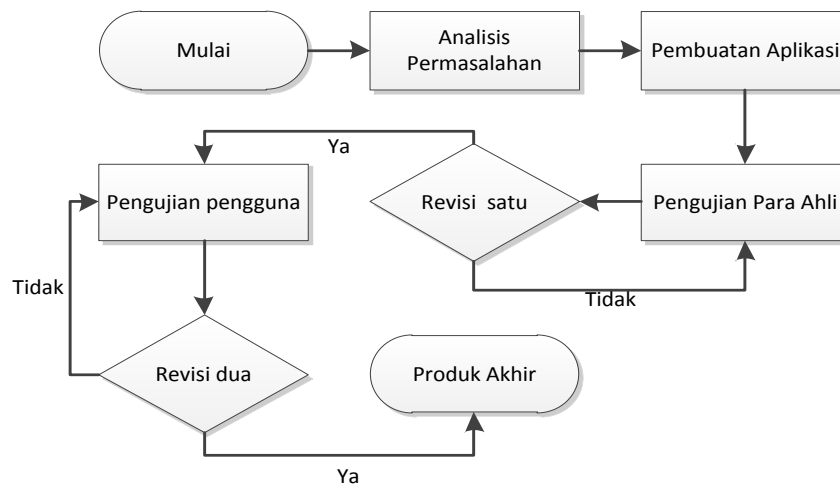 Mulai
Analisis
Permasalahan
Pembuatan Aplikasi
Ya
Pengujian pengguna
Revisi satu
Pengujian Para Ahli
Tidak
Tidak
Revisi dua
Produk Akhir
Ya